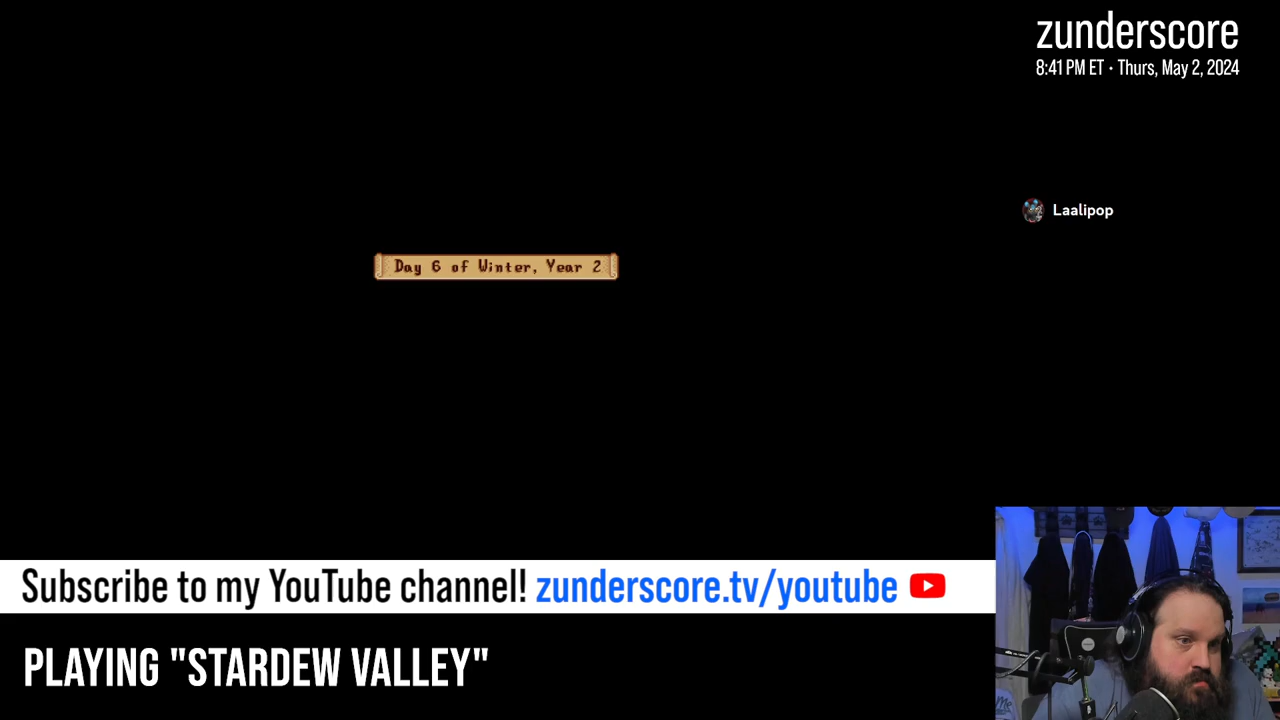 zunderscore
8:41 PM ET · Thurs, May 2, 2024
Laalipop
Day 6 of Winter, Year 2
Subscribe to my YouTube channel! zunderscore.tv/youtube
PLAYING "STARDEW VALLEY"